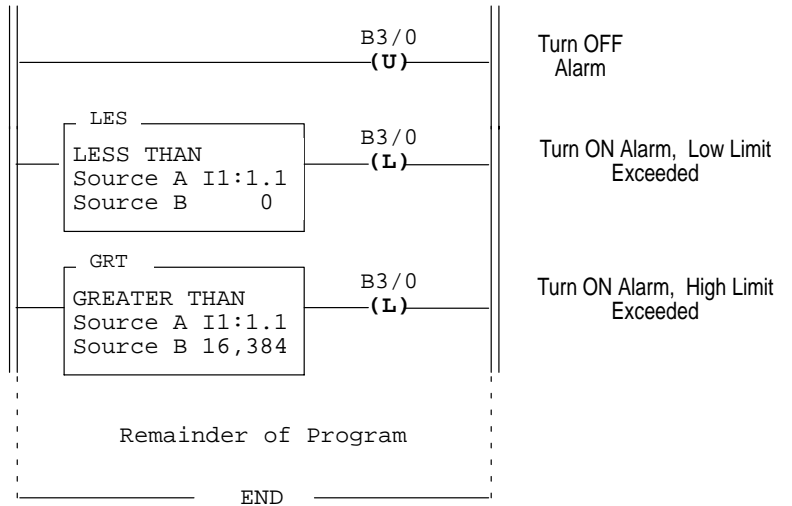 B3/0
(U)
Turn OFF
Alarm
LES
LESS THAN
Source A I1:1.1
Source B 0
B3/0
(L)
Turn ON Alarm, Low Limit
Exceeded
GRT
GREATER THAN
Source A I1:1.1
Source B 16,384
B3/0
(L)
Turn ON Alarm, High Limit
Exceeded
Remainder of Program
END